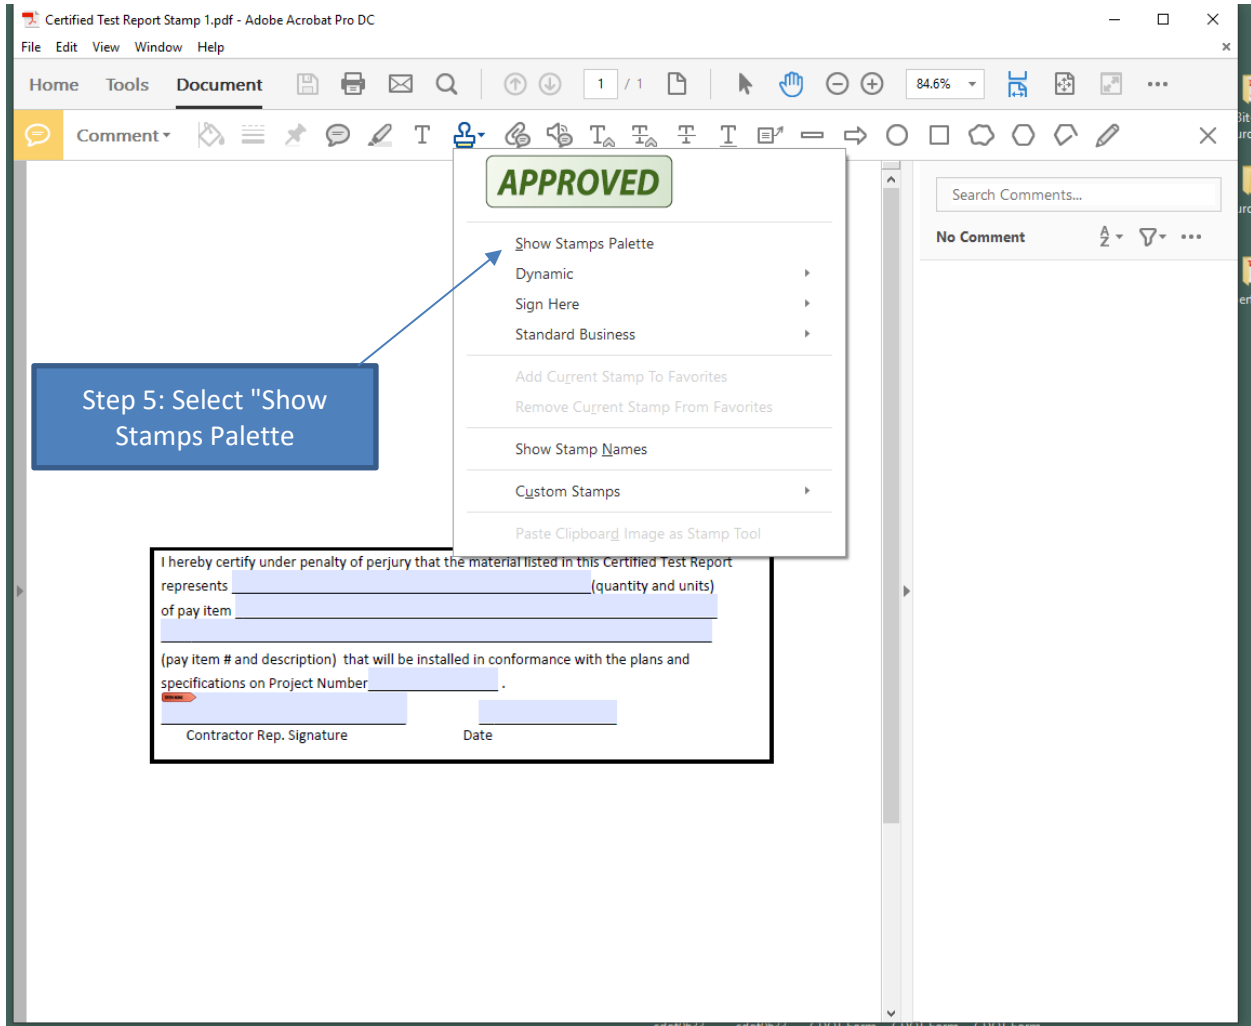 Certified Test Report Stamp 1.pdf - Adobe Acrobat Pro DC
File Edit View Window Help
Home Tools Document 1 / 1 84.6%
Comment
APPROVED
Show Stamps Palette
Dynamic
Sign Here
Standard Business
Add Current Stamp To Favorites
Remove Current Stamp From Favorites
Show Stamp Names
Custom Stamps
Paste Clipboard Image as Stamp Tool
Search Comments...
No Comment
Step 5: Select "Show
Stamps Palette
I hereby certify under penalty of perjury that the material listed in this Certified Test Report
represents (quantity and units)
of pay item
(pay item # and description) that will be installed in conformance with the plans and
specifications on Project Number .
Contractor Rep. Signature Date